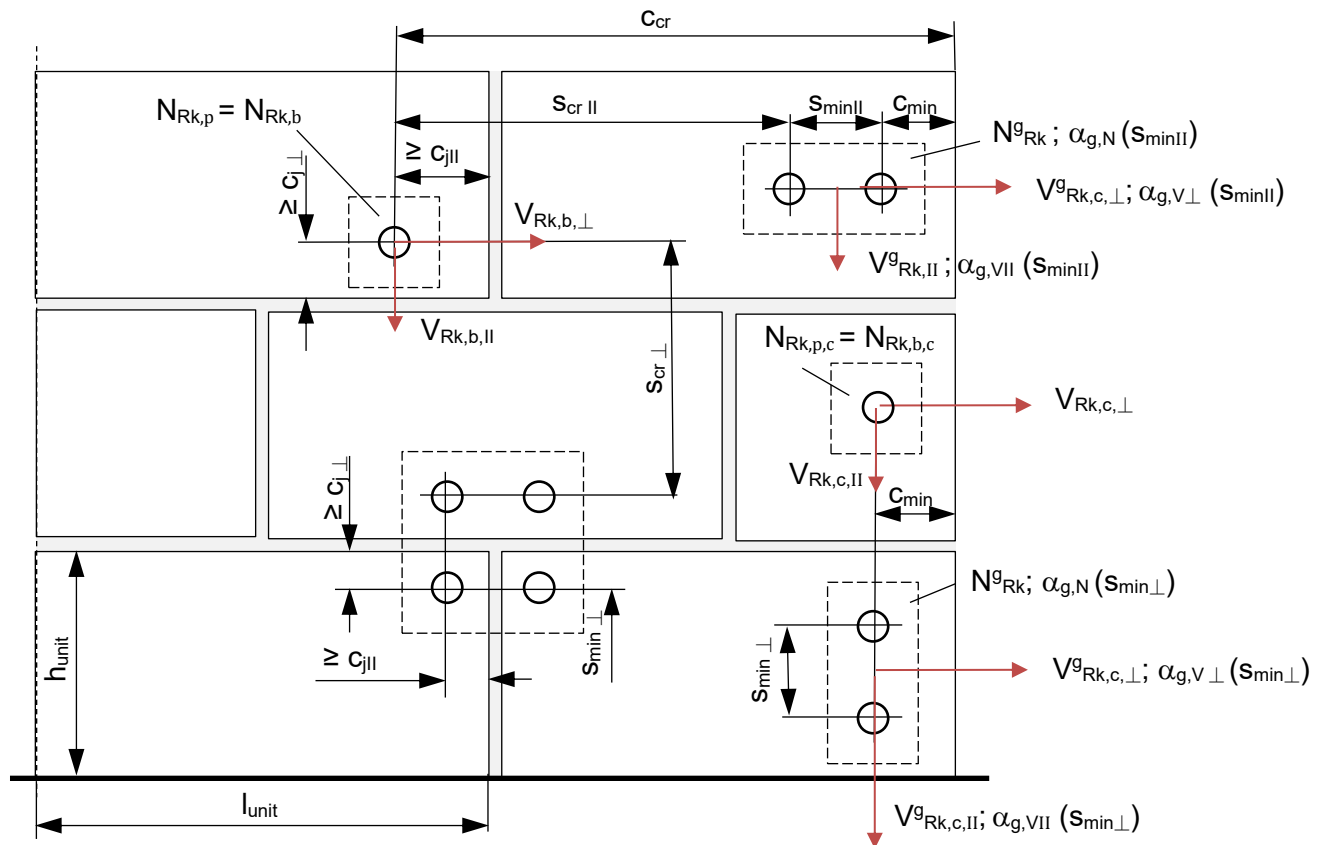 c_cr
N_Rk,p = N_Rk,b
s_cr II
s_minII
c_min
N^g_Rk ; α_g,N (s_minII)
≥ c_j⊥
≥ c_jII
V_Rk,b,⊥
V^g_Rk,c,⊥; α_g,V⊥ (s_minII)
V^g_Rk,II ; α_g,VII (s_minII)
V_Rk,b,II
s_cr ⊥
N_Rk,p,c = N_Rk,b,c
V_Rk,c,⊥
V_Rk,c,II
c_min
≥ c_j⊥
N^g_Rk; α_g,N (s_min⊥)
h_unit
≥ c_jII
s_min ⊥
s_min ⊥
V^g_Rk,c,⊥; α_g,V ⊥ (s_min⊥)
l_unit
V^g_Rk,c,II; α_g,VII (s_min⊥)